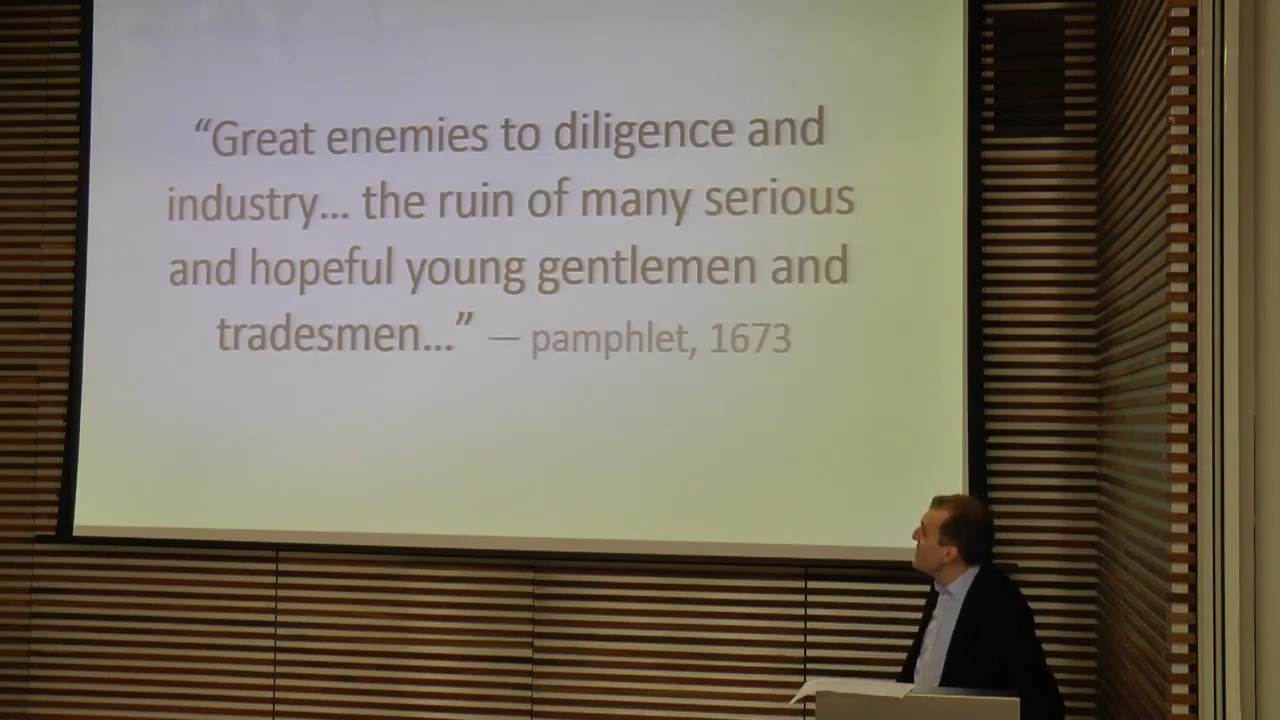 “Great enemies to diligence and
industry... the ruin of many serious
and hopeful young gentlemen and
tradesmen...” — pamphlet, 1673